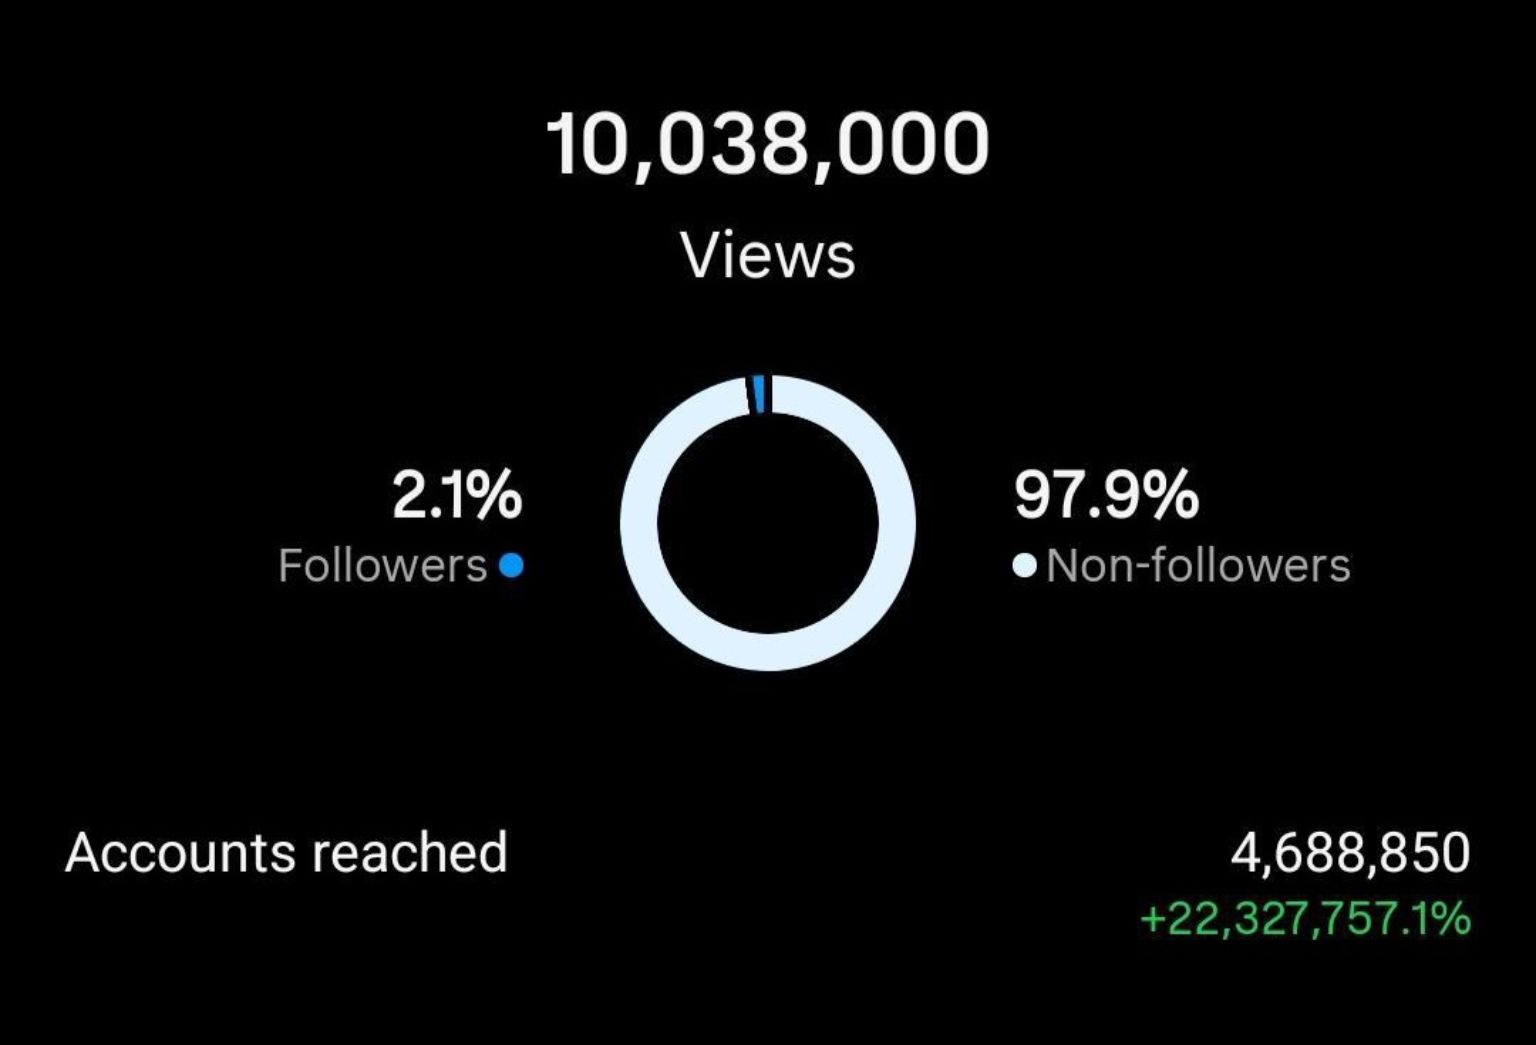 10,038,000
Views
2.1%
Followers
97.9%
Non-followers
Accounts reached
4,688,850
+22,327,757.1%